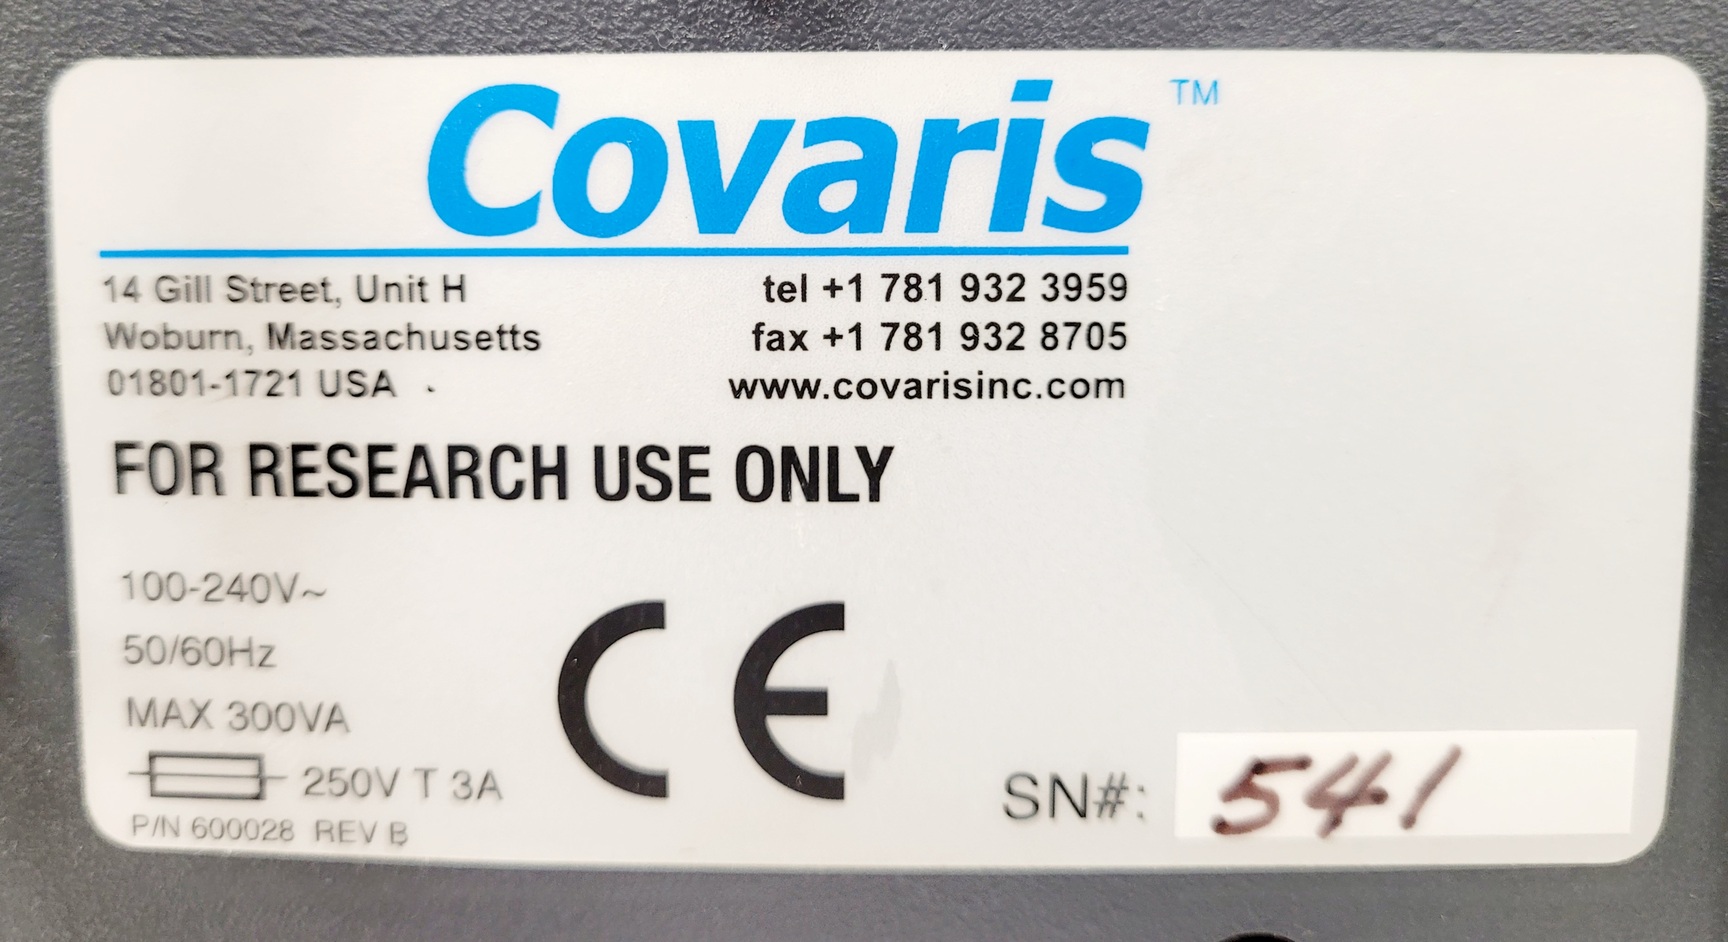 Covaris™
14 Gill Street, Unit H
Woburn, Massachusetts
01801-1721 USA
tel +1 781 932 3959
fax +1 781 932 8705
www.covarisinc.com
FOR RESEARCH USE ONLY
100-240V~
50/60Hz
MAX 300VA
250V T 3A
P/N 600028 REV B
CE
SN#: 541